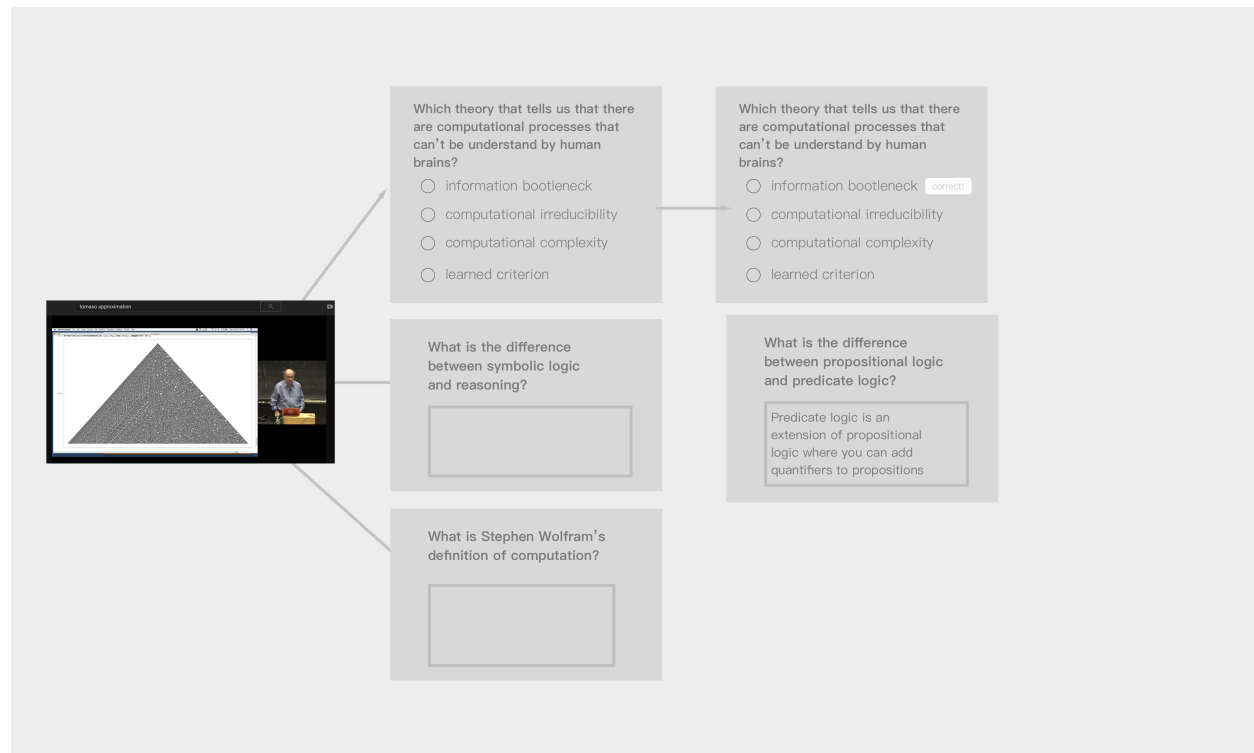 Which theory that tells us that there
are computational processes that
can't be understand by human
brains?
information bootleneck
computational irreducibility
computational complexity
learned criterion
Which theory that tells us that there
are computational processes that
can't be understand by human
brains?
information bootleneck correct!
computational irreducibility
computational complexity
learned criterion
tomaso approximation
What is the difference
between symbolic logic
and reasoning?
What is the difference
between propositional logic
and predicate logic?
Predicate logic is an
extension of propositional
logic where you can add
quantifiers to propositions
What is Stephen Wolfram's
definition of computation?